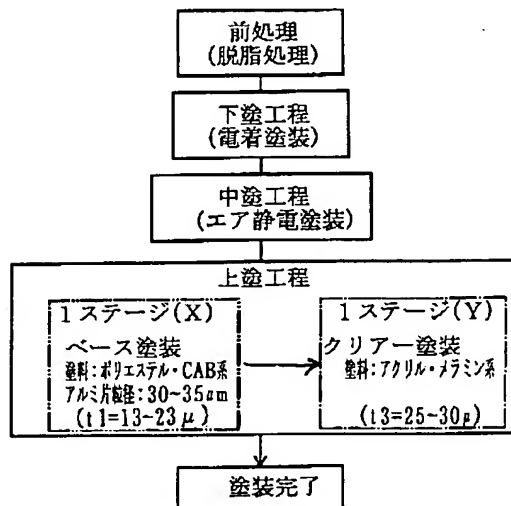 前処理
(脱脂処理)
下塗工程
(電着塗装)
中塗工程
(エア静電塗装)
上塗工程
1ステージ(X)
ベース塗装
塗料:ポリエステル・CAB系
アルミ片粒径:30~35μm
(t1=13~23μ)
1ステージ(Y)
クリアー塗装
塗料:アクリル・メラミン系
(t3=25~30μ)
塗装完了